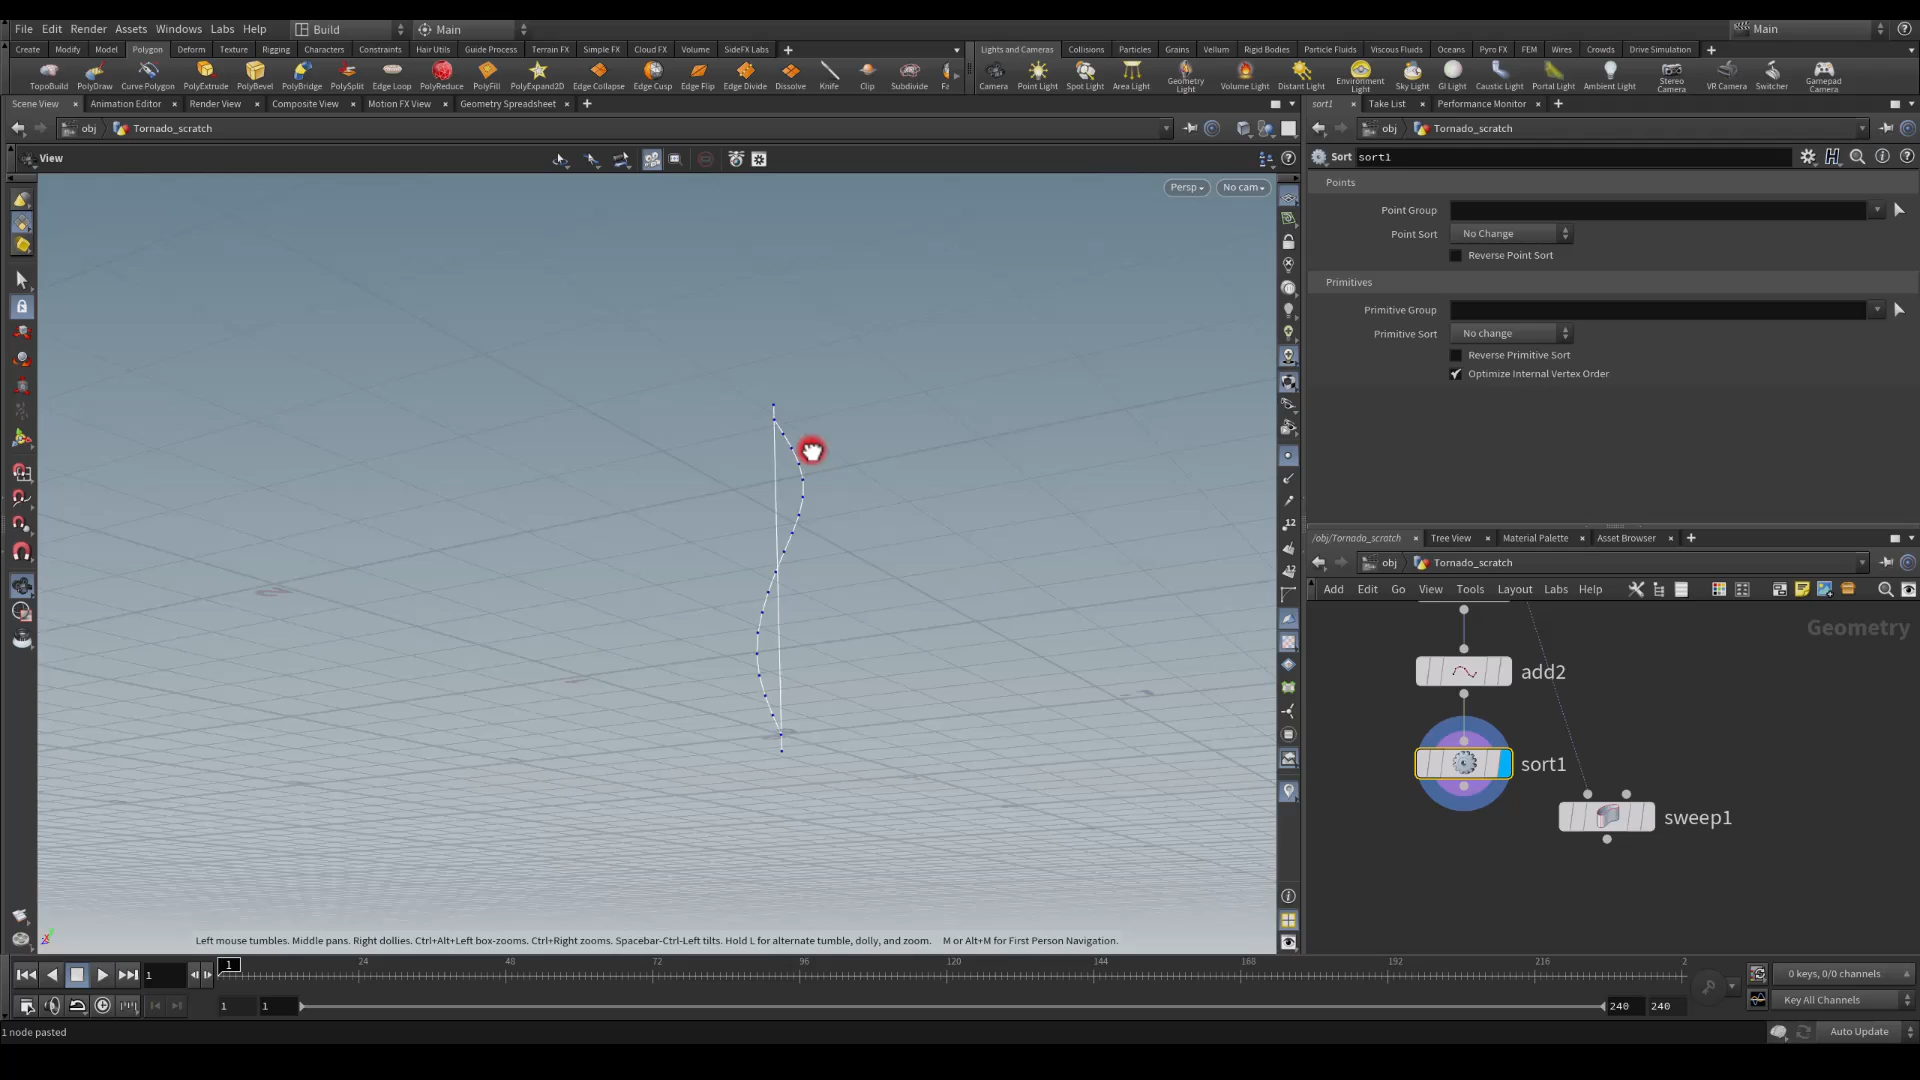 File Edit Render Assets Windows Labs Help Build Main Main
Create Modify Model Polygon Deform Texture Rigging Characters Constraints Hair Utils Guide Process Terrain FX Simple FX Cloud FX Volume SideFX Labs Lights and Cameras Collisions Particles Grains Vellum Rigid Bodies Particle Fluids Viscous Fluids Oceans Pyro FX FEM Wires Crowds Drive Simulation
TopoBuild PolyDraw Curve Polygon PolyExtrude PolyBevel PolyBridge PolySplit Edge Loop PolyReduce PolyFill PolyExpand2D Edge Collapse Edge Cusp Edge Flip Edge Divide Dissolve Knife Clip Subdivide Fa Camera Point Light Spot Light Area Light Geometry Light Volume Light Distant Light Environment Light Sky Light GI Light Caustic Light Portal Light Ambient Light Stereo Camera VR Camera Switcher Gamepad Camera
Scene View Animation Editor Render View Composite View Motion FX View Geometry Spreadsheet sort1 Take List Performance Monitor
obj Tornado_scratch obj Tornado_scratch
View Sort sort1
Persp No cam
Points
Point Group
Point Sort No Change
Reverse Point Sort
Primitives
Primitive Group
Primitive Sort No change
Reverse Primitive Sort
Optimize Internal Vertex Order
/obj/Tornado_scratch Tree View Material Palette Asset Browser
obj Tornado_scratch
Add Edit Go View Tools Layout Labs Help
Geometry
add2
sort1
sweep1
Left mouse tumbles. Middle pans. Right dollies. Ctrl+Alt+Left box-zooms. Ctrl+Right zooms. Spacebar-Ctrl-Left tilts. Hold L for alternate tumble, dolly, and zoom. M or Alt+M for First Person Navigation.
1 1 24 48 72 96 120 144 168 192 216 2 0 keys, 0/0 channels
1 1 240 240 Key All Channels
1 node pasted Auto Update